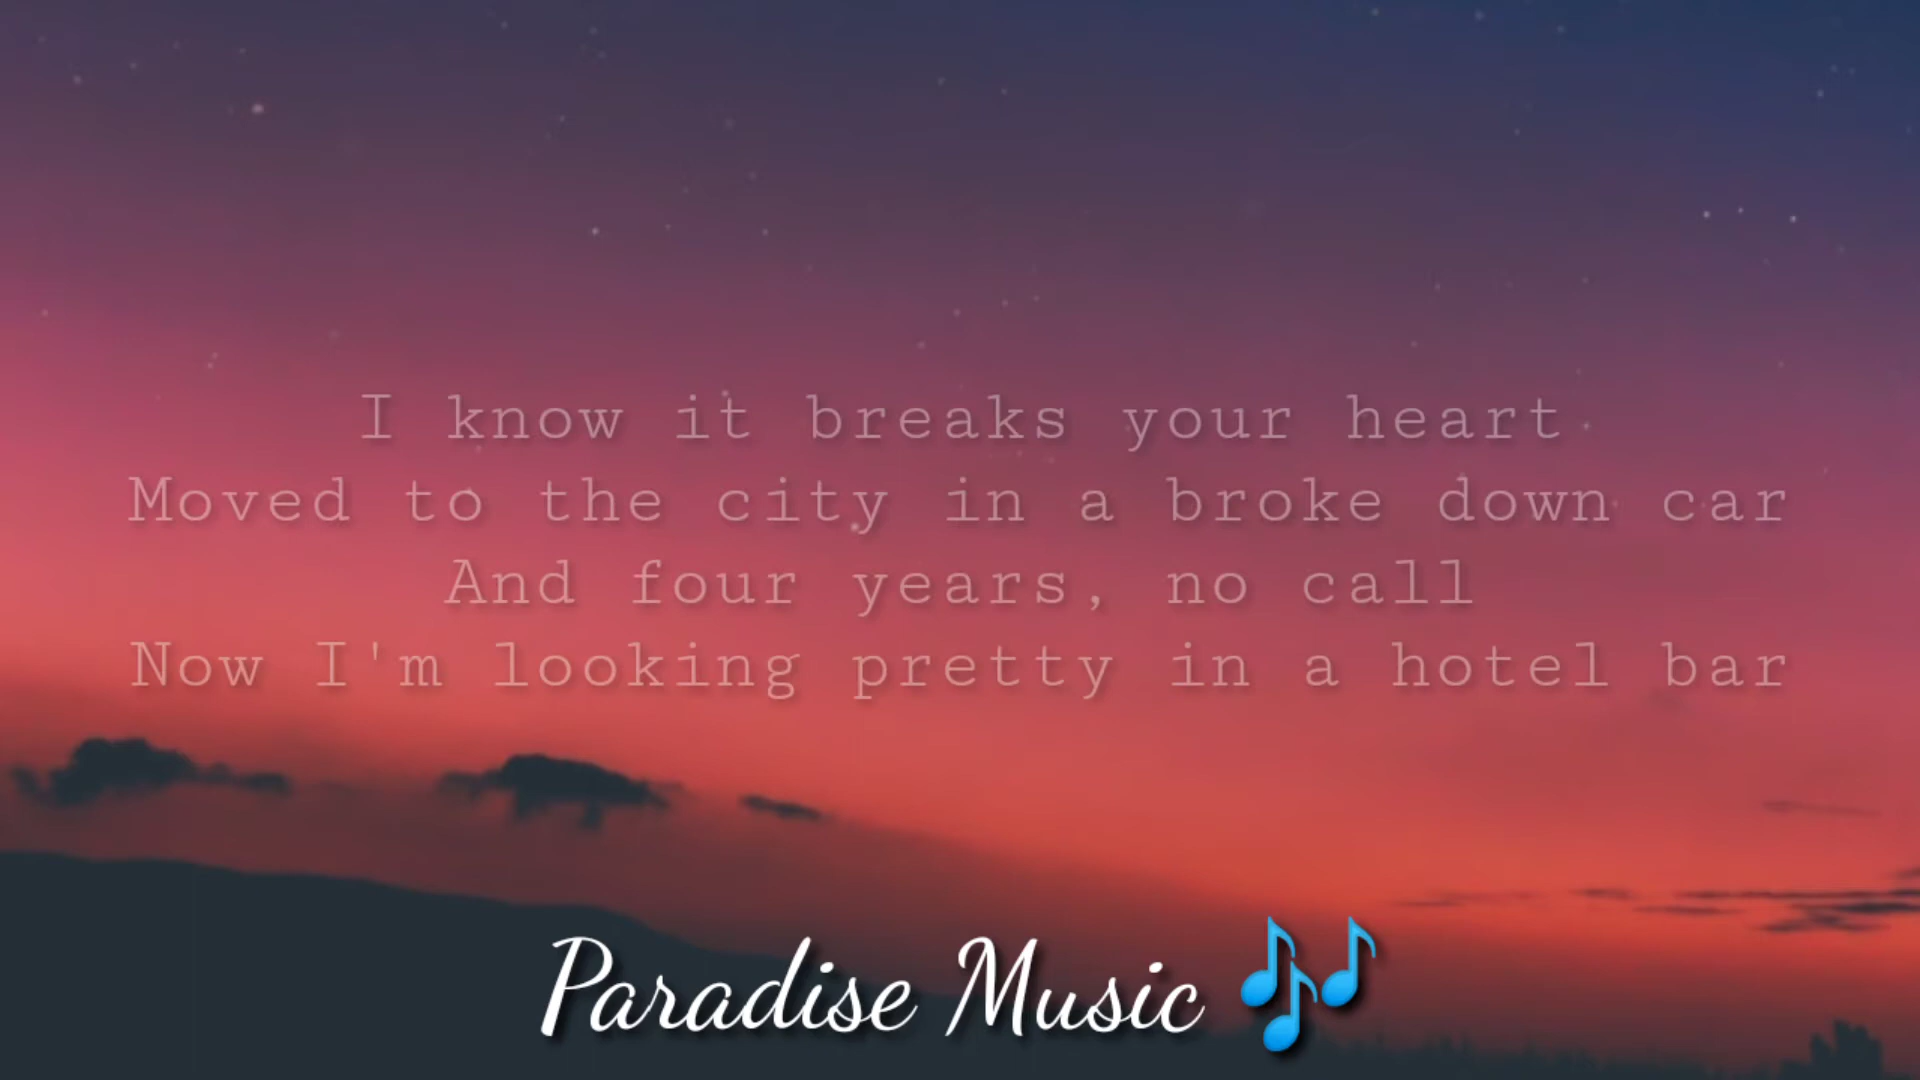 I know it breaks your heart
Moved to the city in a broke down car
And four years, no call
Now I'm looking pretty in a hotel bar
Paradise Music 🎶